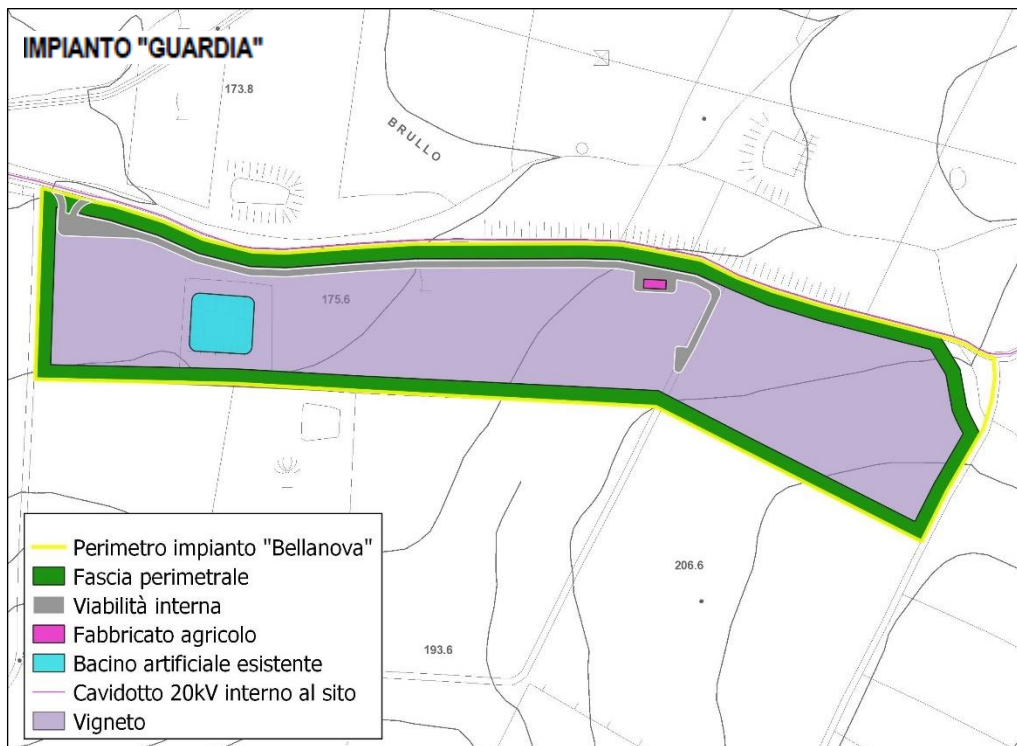 IMPIANTO "GUARDIA"
173.8
BRULLO
175.6
206.6
193.6
Perimetro impianto "Bellanova"
Fascia perimetrale
Viabilità interna
Fabbricato agricolo
Bacino artificiale esistente
Cavidotto 20kV interno al sito
Vigneto